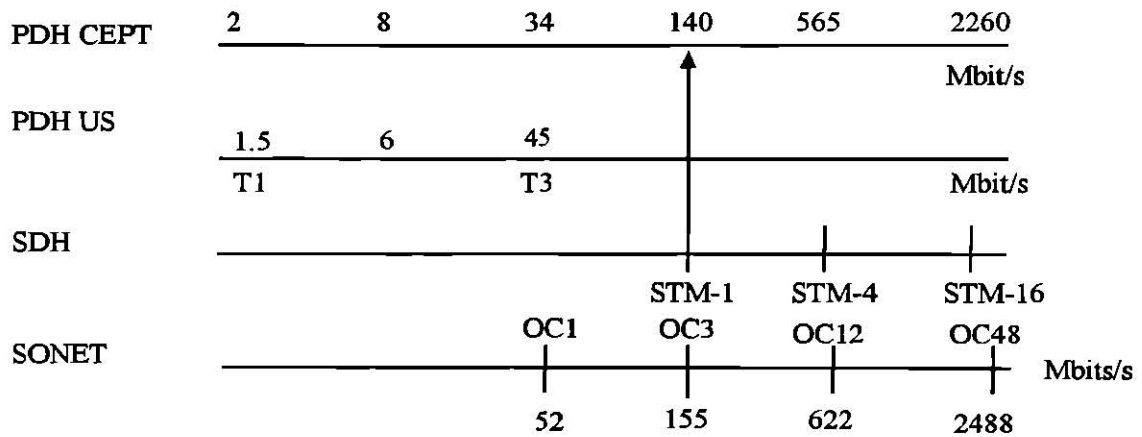 2 8 34 140 565 2260
PDH CEPT
Mbit/s
PDH US
1.5 6 45
T1 T3 Mbit/s
SDH
STM-1 STM-4 STM-16
OC1 OC3 OC12 OC48
SONET
Mbits/s
52 155 622 2488